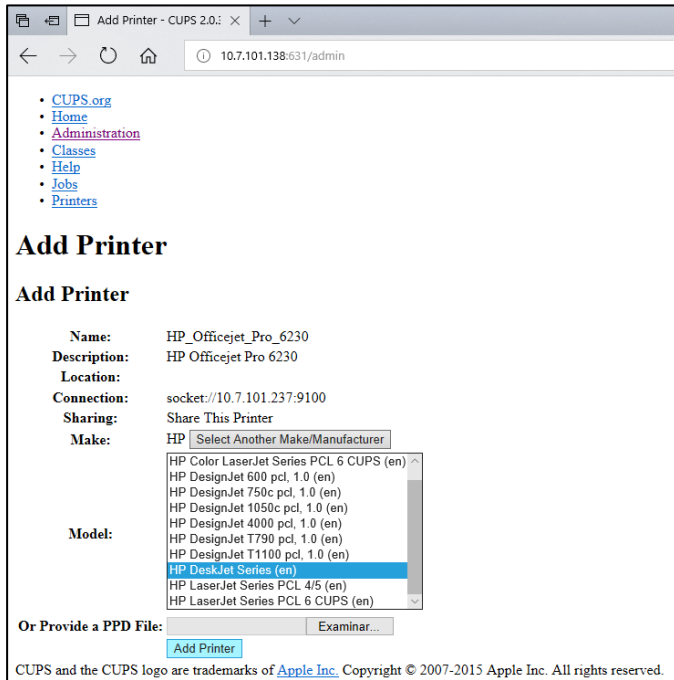 Add Printer - CUPS 2.0.:
10.7.101.138:631/admin
CUPS.org
Home
Administration
Classes
Help
Jobs
Printers
Add Printer
Add Printer
Name: HP_Officejet_Pro_6230
Description: HP Officejet Pro 6230
Location:
Connection: socket://10.7.101.237:9100
Sharing: Share This Printer
Make: HP Select Another Make/Manufacturer
HP Color LaserJet Series PCL 6 CUPS (en)
HP DesignJet 600 pcl, 1.0 (en)
HP DesignJet 750c pcl, 1.0 (en)
HP DesignJet 1050c pcl, 1.0 (en)
HP DesignJet 4000 pcl, 1.0 (en)
Model: HP DesignJet T790 pcl, 1.0 (en)
HP DesignJet T1100 pcl, 1.0 (en)
HP DeskJet Series (en)
HP LaserJet Series PCL 4/5 (en)
HP LaserJet Series PCL 6 CUPS (en)
Or Provide a PPD File: Examinar...
Add Printer
CUPS and the CUPS logo are trademarks of Apple Inc. Copyright © 2007-2015 Apple Inc. All rights reserved.